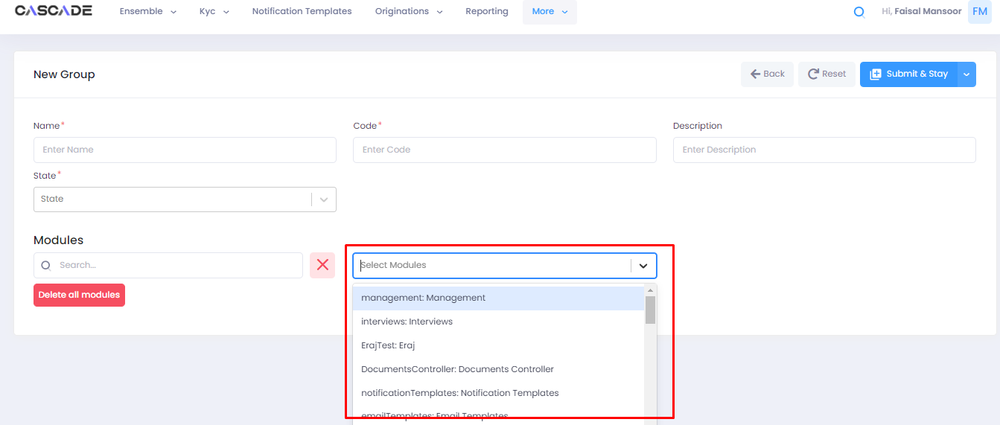 CASCADE
Ensemble Kyc Notification Templates Originations Reporting More Hi, Faisal Mansoor FM
New Group Back Reset Submit & Stay
Name* Code* Description
Enter Name Enter Code Enter Description
State*
State
Modules
Search... Select Modules
Delete all modules
management: Management
interviews: Interviews
ErajTest: Eraj
DocumentsController: Documents Controller
notificationTemplates: Notification Templates
emailTemplates: Email Templates